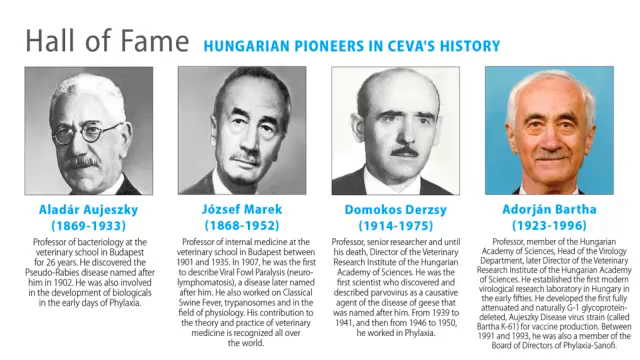 Hall of Fame HUNGARIAN PIONEERS IN CEVA'S HISTORY
Aladár Aujeszky
(1869-1933)
Professor of bacteriology at the
veterinary school in Budapest
for 26 years. He discovered the
Pseudo-Rabies disease named after
him in 1902. He was also involved
in the development of biologicals
in the early days of Phylaxia.
József Marek
(1868-1952)
Professor of internal medicine at the
veterinary school in Budapest between
1901 and 1935. In 1907, he was the first
to describe Viral Fowl Paralysis (neuro-
lymphomatosis), a disease later named
after him. He also worked on Classical
Swine Fever, trypanosomes and in the
field of physiology. His contribution to
the theory and practice of veterinary
medicine is recognized all over
the world.
Domokos Derzsy
(1914-1975)
Professor, senior researcher and until
his death, Director of the Veterinary
Research Institute of the Hungarian
Academy of Sciences. He was the
first scientist who discovered and
described parvovirus as a causative
agent of the disease of geese that
was named after him. From 1939 to
1941, and then from 1946 to 1950,
he worked in Phylaxia.
Adorján Bartha
(1923-1996)
Professor, member of the Hungarian
Academy of Sciences, Head of the Virology
Department, later Director of the Veterinary
Research Institute of the Hungarian Academy
of Sciences. He established the first modern
virological research laboratory in Hungary in
the early fifties. He developed the first fully
attenuated and naturally G-1 glycoprotein-
deleted, Aujeszky Disease virus strain (called
Bartha K-61) for vaccine production. Between
1991 and 1993, he was also a member of the
Board of Directors of Phylaxia-Sanofi.